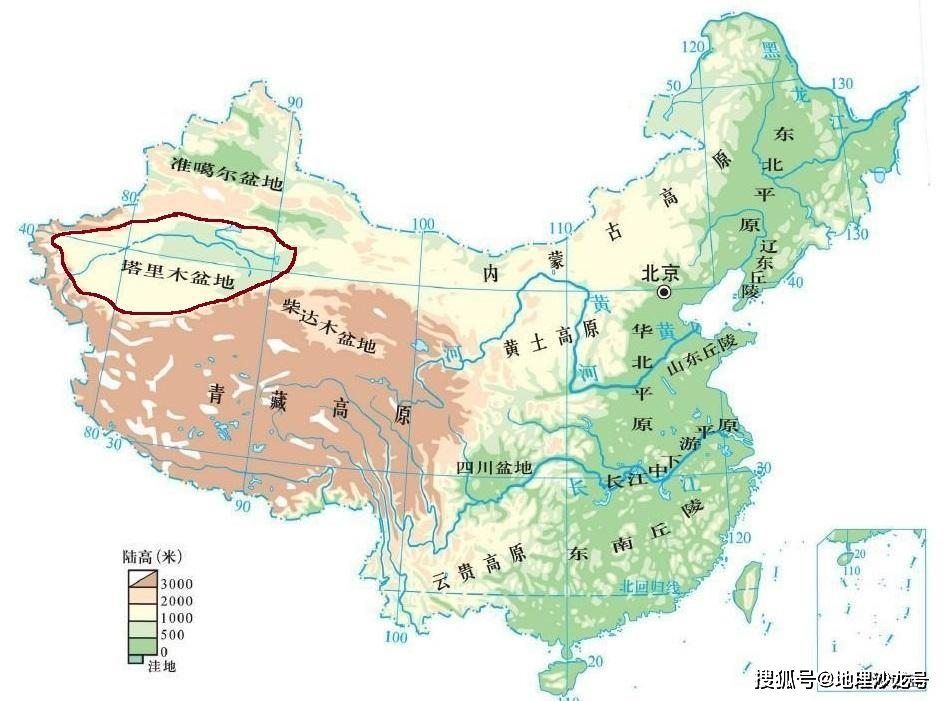 120
黑
50
龙
130
江
90
东
北
平
原
准噶尔盆地
内
蒙
古
高
原
80
40
100
110
130
辽
东
丘
陵
40
塔里木盆地
北京
柴达木盆地
黄
河
黄土高原
河
华
北
平
原
黄
山东丘陵
青
藏
高
原
80
30
四川盆地
长
江
长江中下游平原
30
90
云贵高原
东
南
丘
陵
120
北回归线
100
20
陆高(米)
3000
2000
1000
500
0
洼地
20
110
搜狐号@地理沙龙号